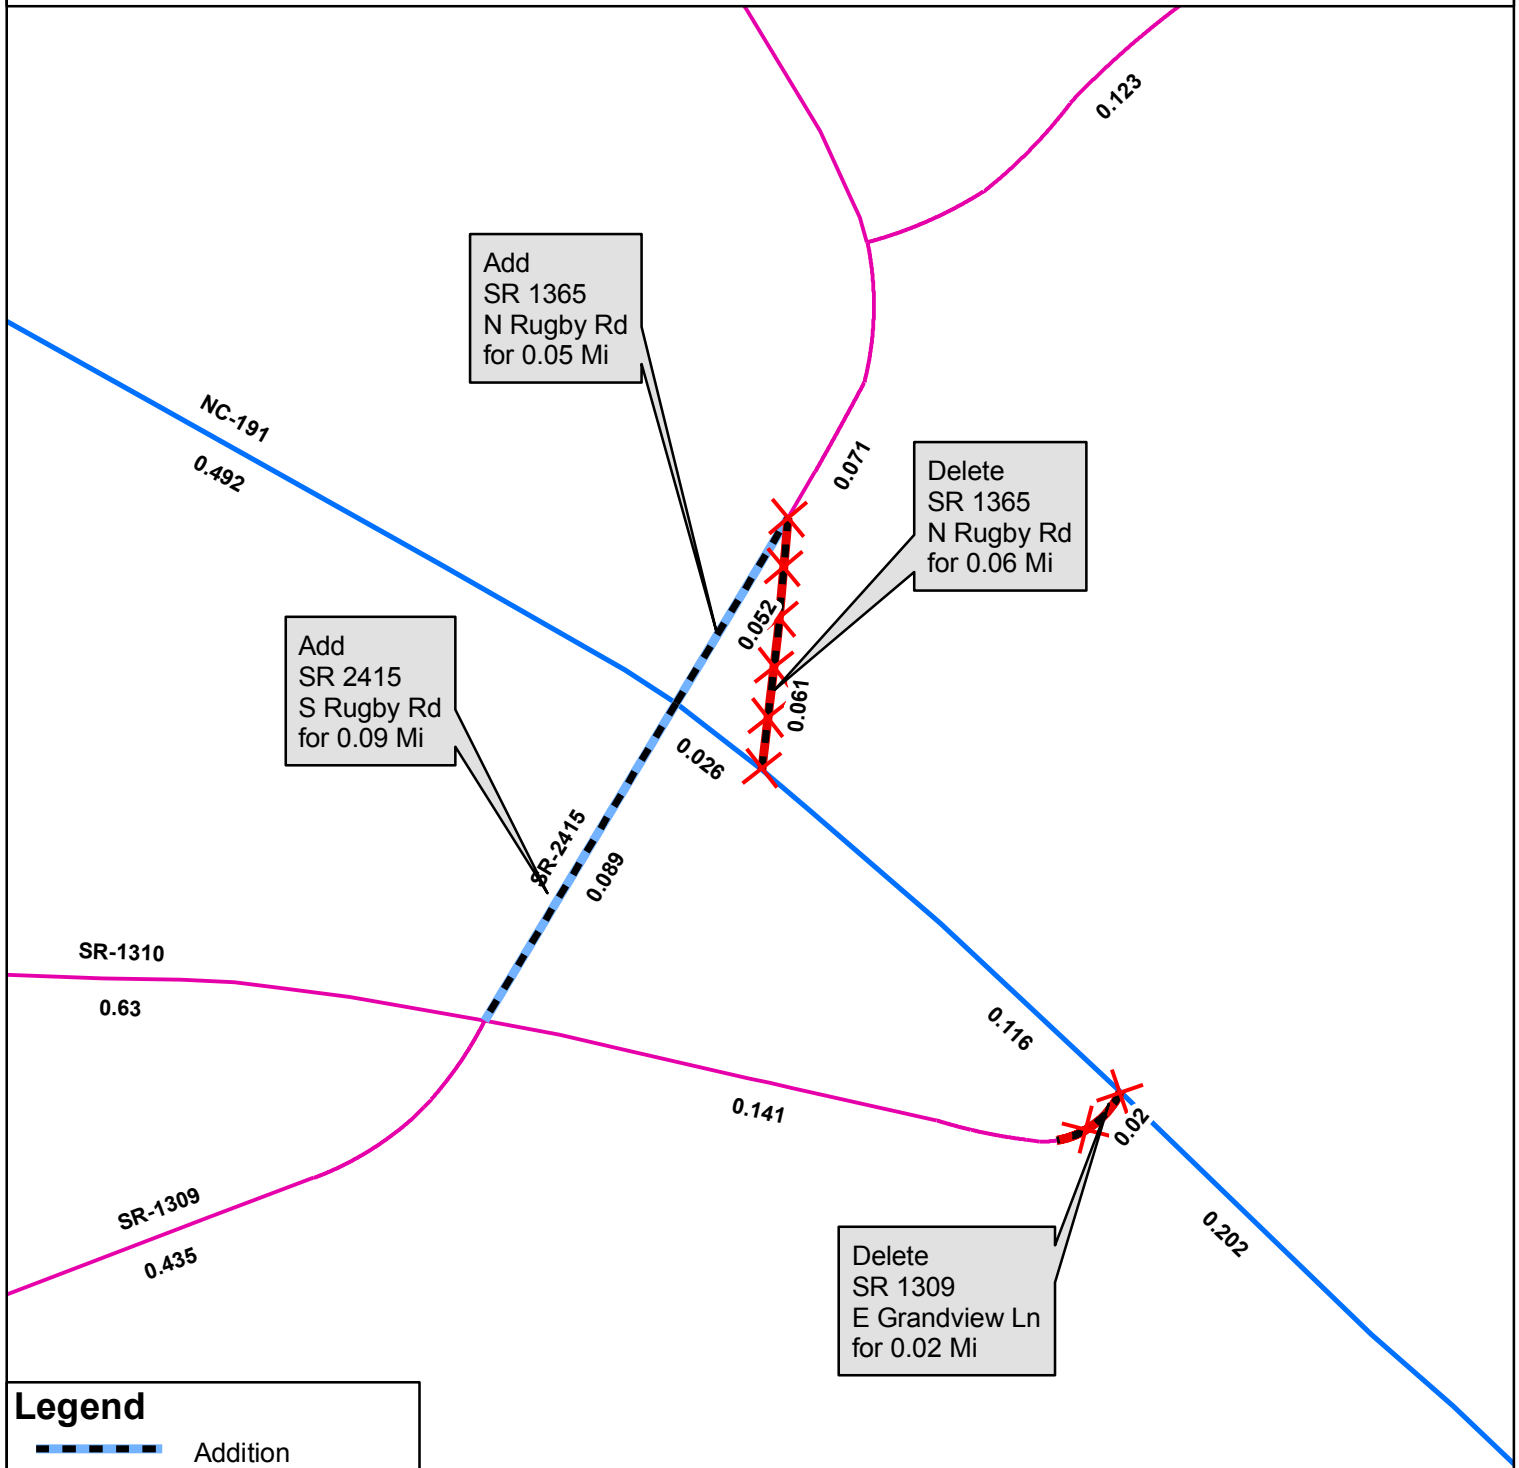 0.123
Add
SR 1365
N Rugby Rd
for 0.05 Mi
NC-191
0.492
0.071
Delete
SR 1365
N Rugby Rd
for 0.06 Mi
0.052
0.061
Add
SR 2415
S Rugby Rd
for 0.09 Mi
0.026
SR-2415
0.089
SR-1310
0.63
0.116
0.141
0.02
SR-1309
0.435
0.202
Delete
SR 1309
E Grandview Ln
for 0.02 Mi
Legend
Addition